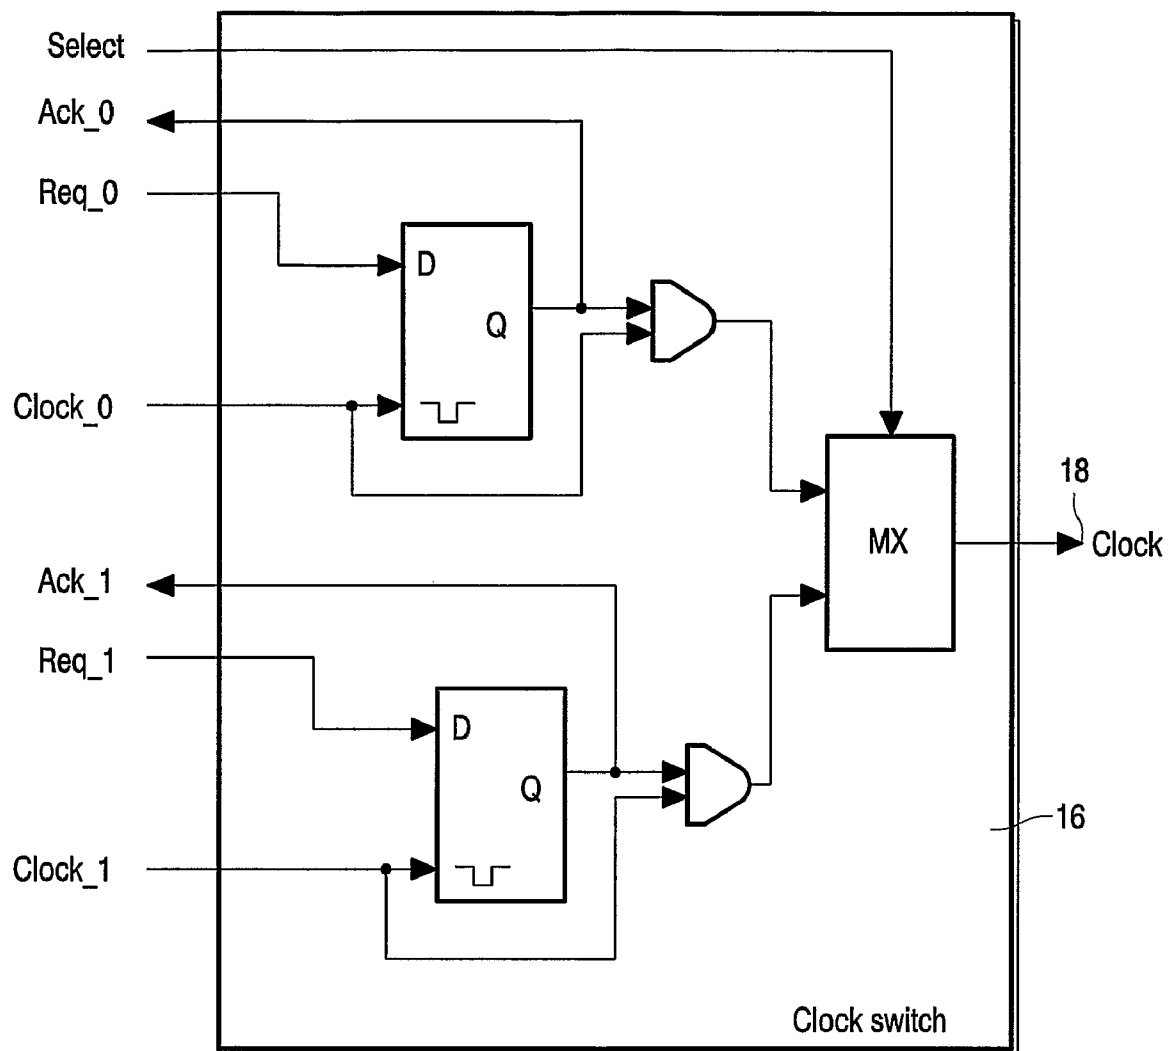 Select
Ack_0
Req_0
D
Q
Clock_0
18
MX
Clock
Ack_1
Req_1
D
Q
16
Clock_1
Clock switch